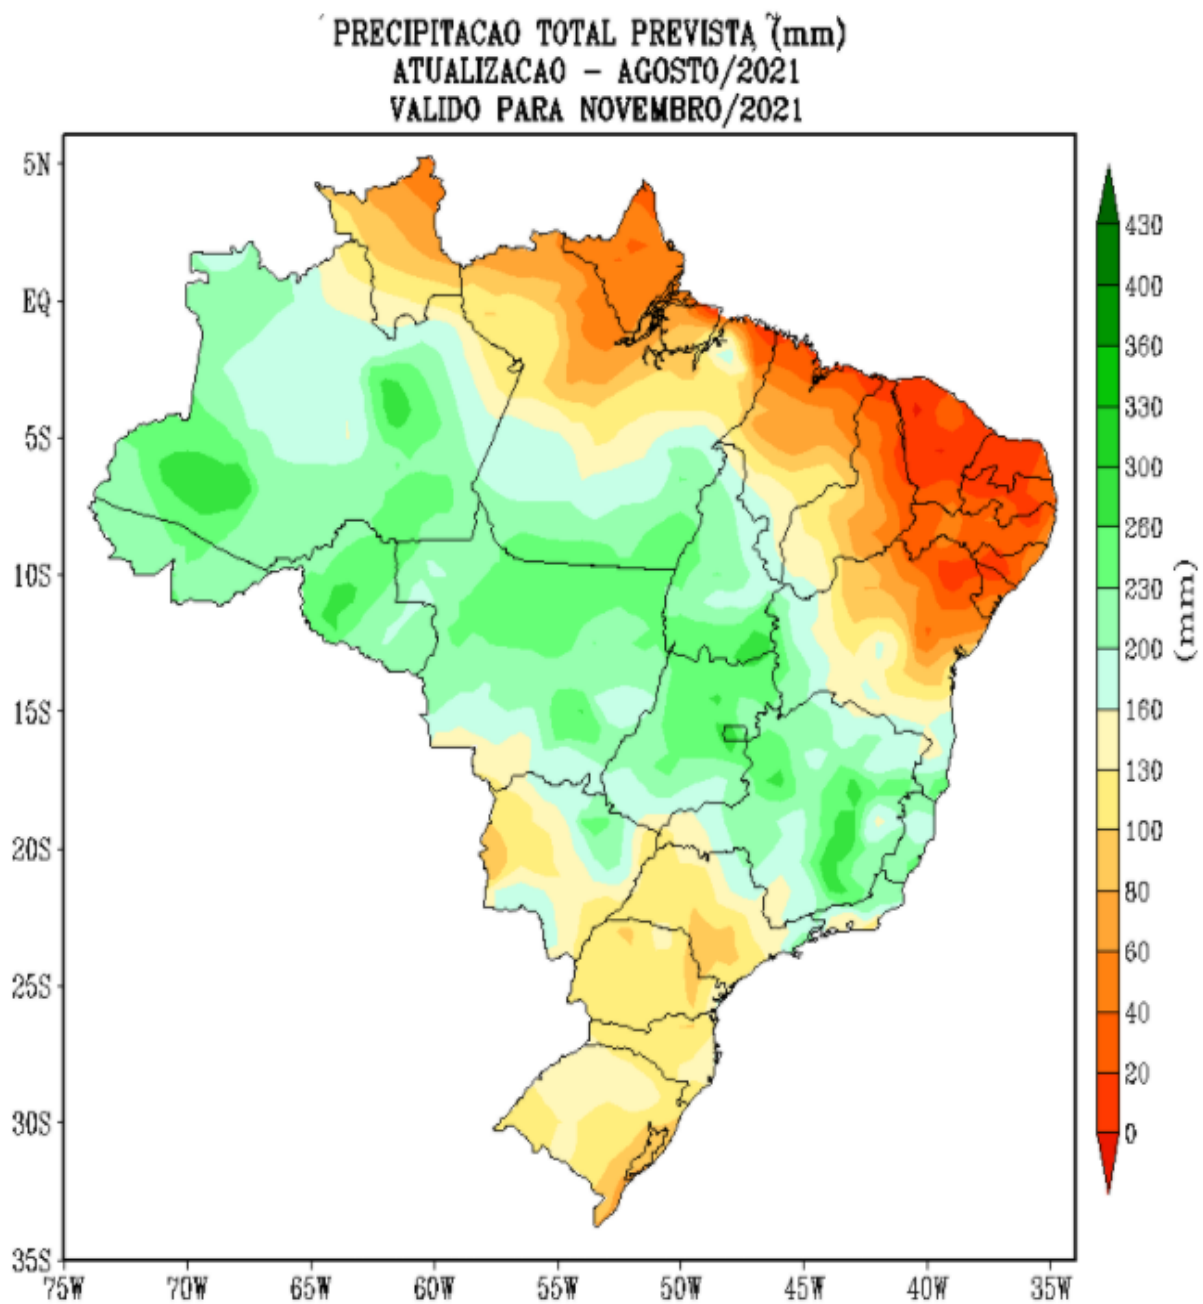 PRECIPITACAO TOTAL PREVISTA (mm)
ATUALIZACAO - AGOSTO/2021
VALIDO PARA NOVEMBRO/2021
5N
EQ
5S
10S
15S
20S
25S
30S
35S
75W 70W 65W 60W 55W 50W 45W 40W 35W
430
400
360
330
300
260
230
200
160
130
100
80
60
40
20
0
(mm)